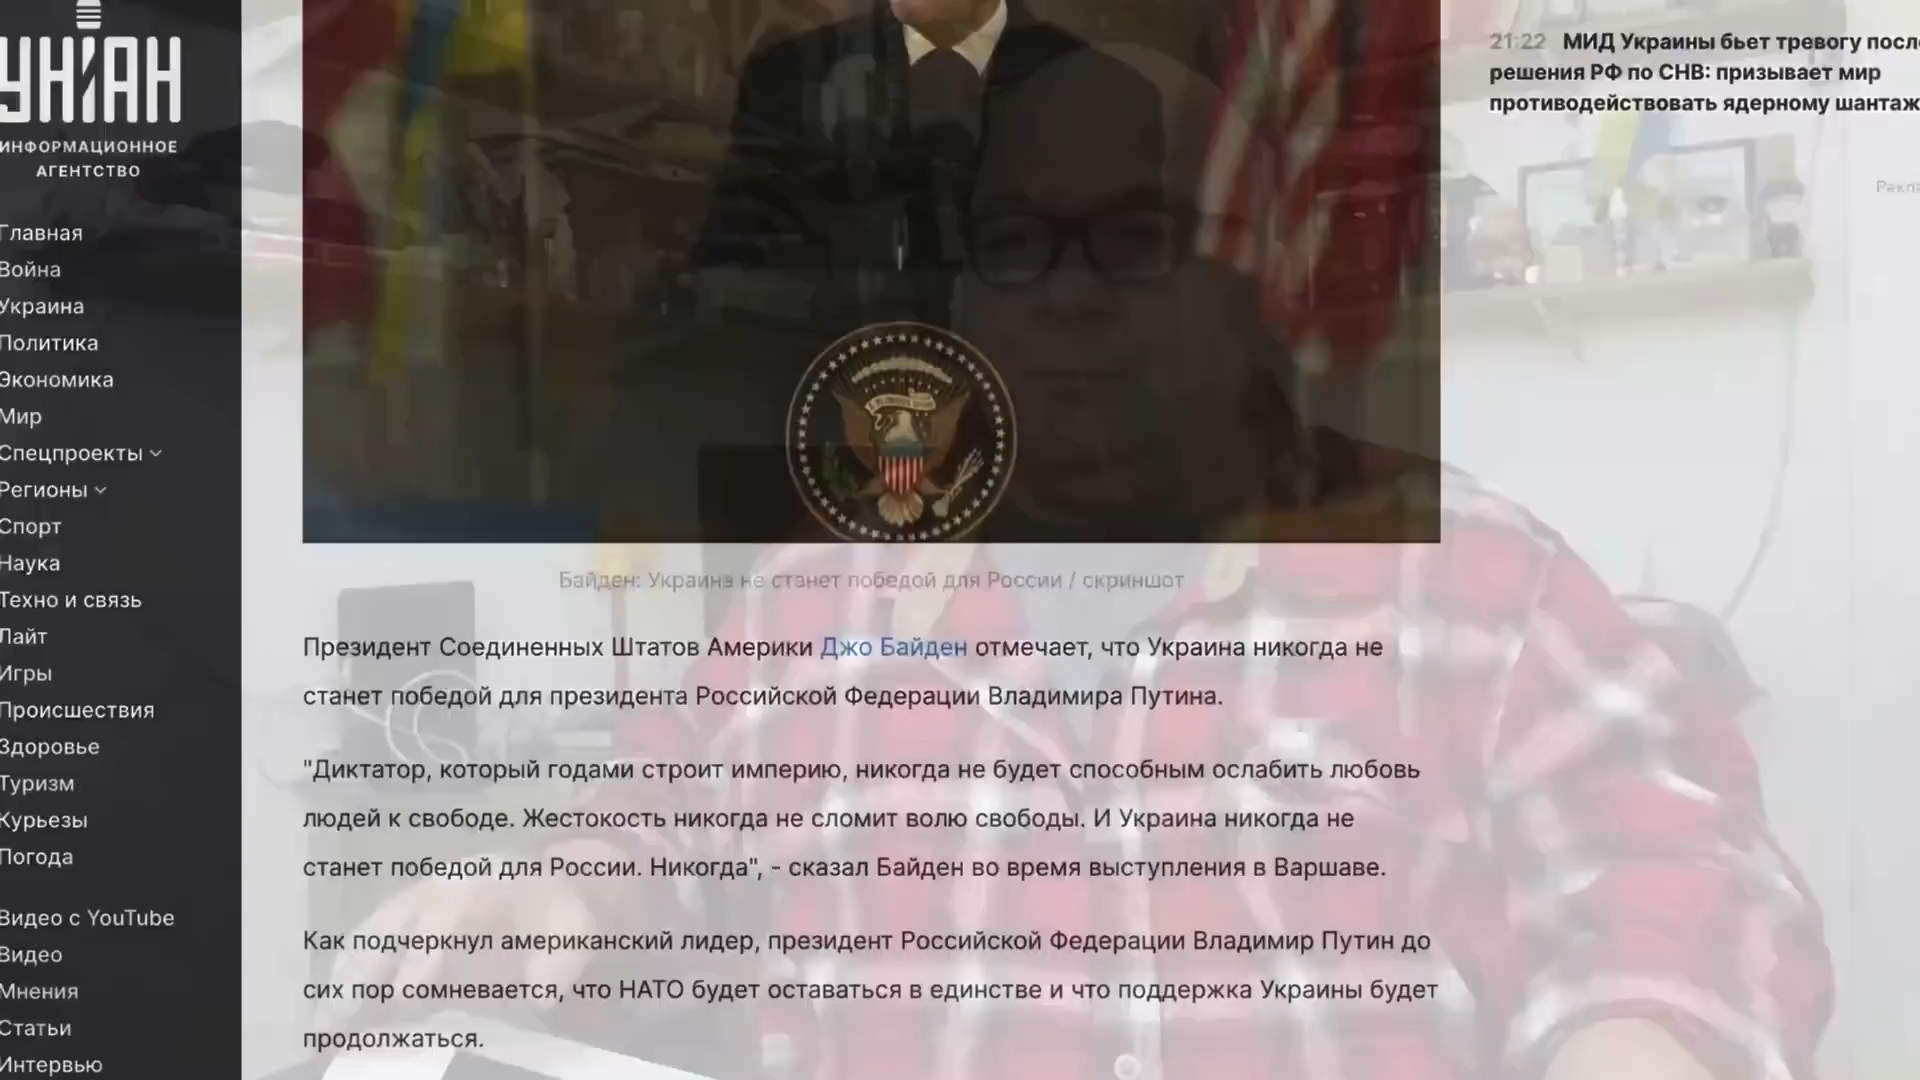 УНІАН
ИНФОРМАЦИОННОЕ
АГЕНТСТВО
Главная
Война
Украина
Политика
Экономика
Мир
Спецпроекты
Регионы
Спорт
Наука
Техно и связь
Лайт
Игры
Происшествия
Здоровье
Туризм
Курьезы
Погода
Видео с YouTube
Видео
Мнения
Статьи
Интервью
Байден: Украина не станет победой для России / скриншот
Президент Соединенных Штатов Америки Джо Байден отмечает, что Украина никогда не
станет победой для президента Российской Федерации Владимира Путина.
"Диктатор, который годами строит империю, никогда не будет способным ослабить любовь
людей к свободе. Жестокость никогда не сломит волю свободы. И Украина никогда не
станет победой для России. Никогда", - сказал Байден во время выступления в Варшаве.
Как подчеркнул американский лидер, президент Российской Федерации Владимир Путин до
сих пор сомневается, что НАТО будет оставаться в единстве и что поддержка Украины будет
продолжаться.
21:22 МИД Украины бьет тревогу посл
решения РФ по СНВ: призывает мир
противодействовать ядерному шантаж